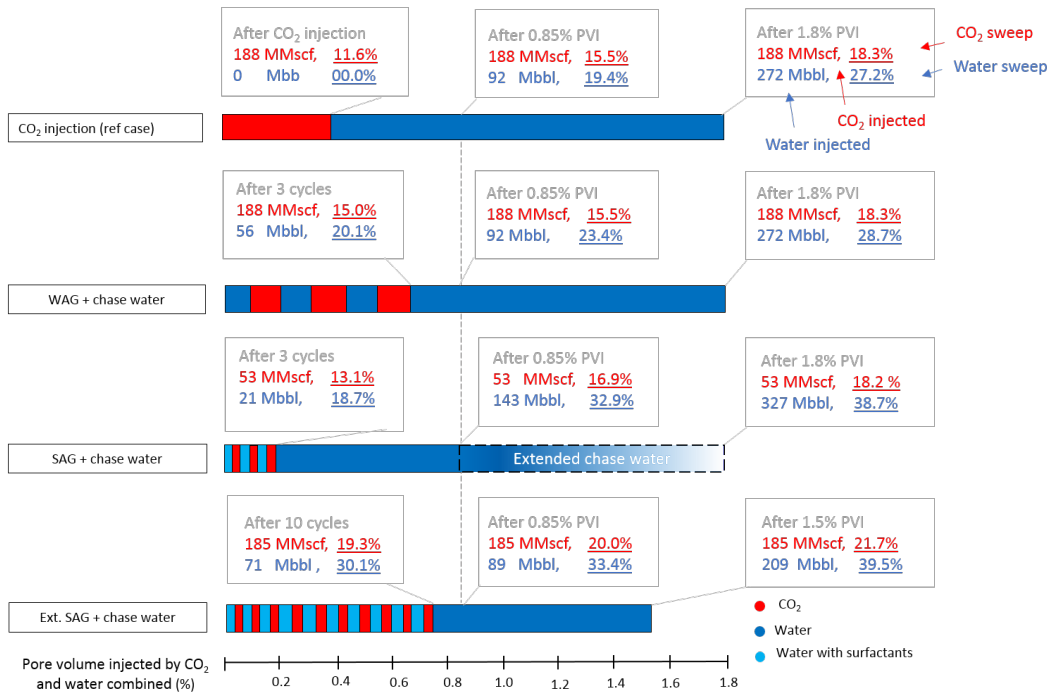 After CO₂ injection
188 MMscf, 11.6%
0 Mbb 00.0%
After 0.85% PVI
188 MMscf, 15.5%
92 Mbbl, 19.4%
After 1.8% PVI
188 MMscf, 18.3%
272 Mbbl, 27.2%
CO₂ sweep
Water sweep
CO₂ injected
Water injected
CO₂ injection (ref case)
After 3 cycles
188 MMscf, 15.0%
56 Mbbl, 20.1%
After 0.85% PVI
188 MMscf, 15.5%
92 Mbbl, 23.4%
After 1.8% PVI
188 MMscf, 18.3%
272 Mbbl, 28.7%
WAG + chase water
After 3 cycles
53 MMscf, 13.1%
21 Mbbl, 18.7%
After 0.85% PVI
53 MMscf, 16.9%
143 Mbbl, 32.9%
After 1.8% PVI
53 MMscf, 18.2 %
327 Mbbl, 38.7%
SAG + chase water
Extended chase water
After 10 cycles
185 MMscf, 19.3%
71 Mbbl , 30.1%
After 0.85% PVI
185 MMscf, 20.0%
89 Mbbl, 33.4%
After 1.5% PVI
185 MMscf, 21.7%
209 Mbbl, 39.5%
Ext. SAG + chase water
CO₂
Water
Water with surfactants
Pore volume injected by CO₂
and water combined (%)
0.2 0.4 0.6 0.8 1.0 1.2 1.4 1.6 1.8